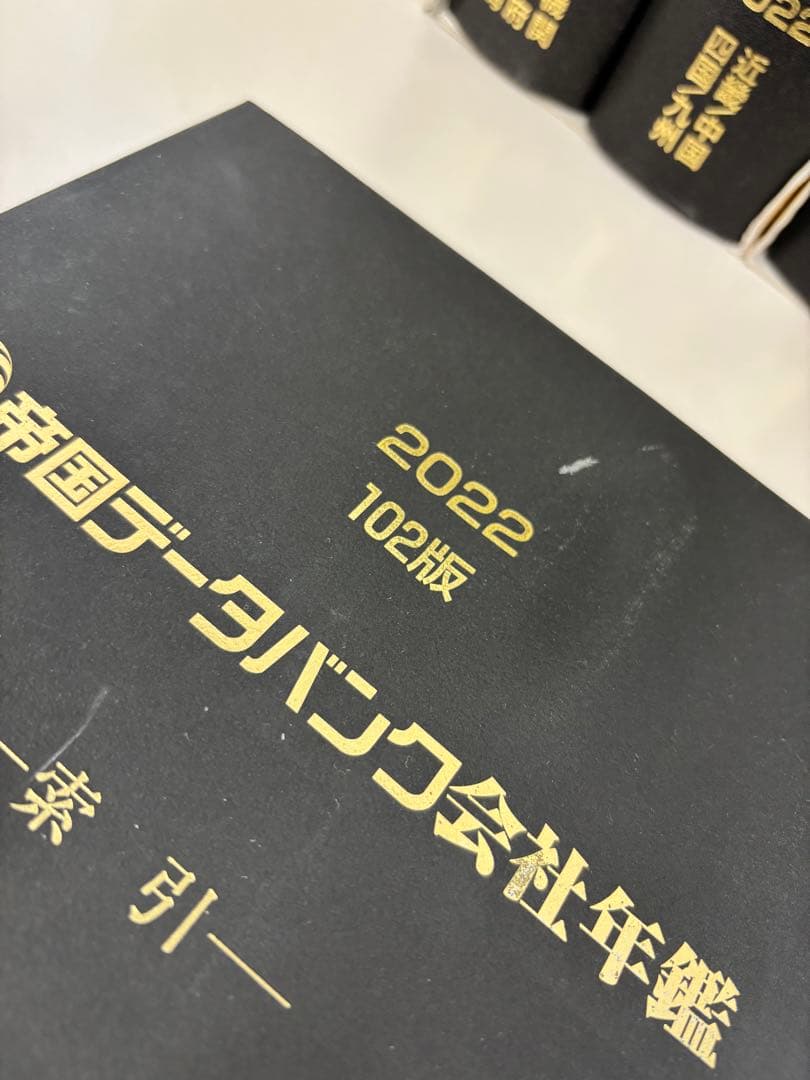 2022
102版
帝国データバンク会社年鑑
―索引―
2022
近畿/中国
四国/九州